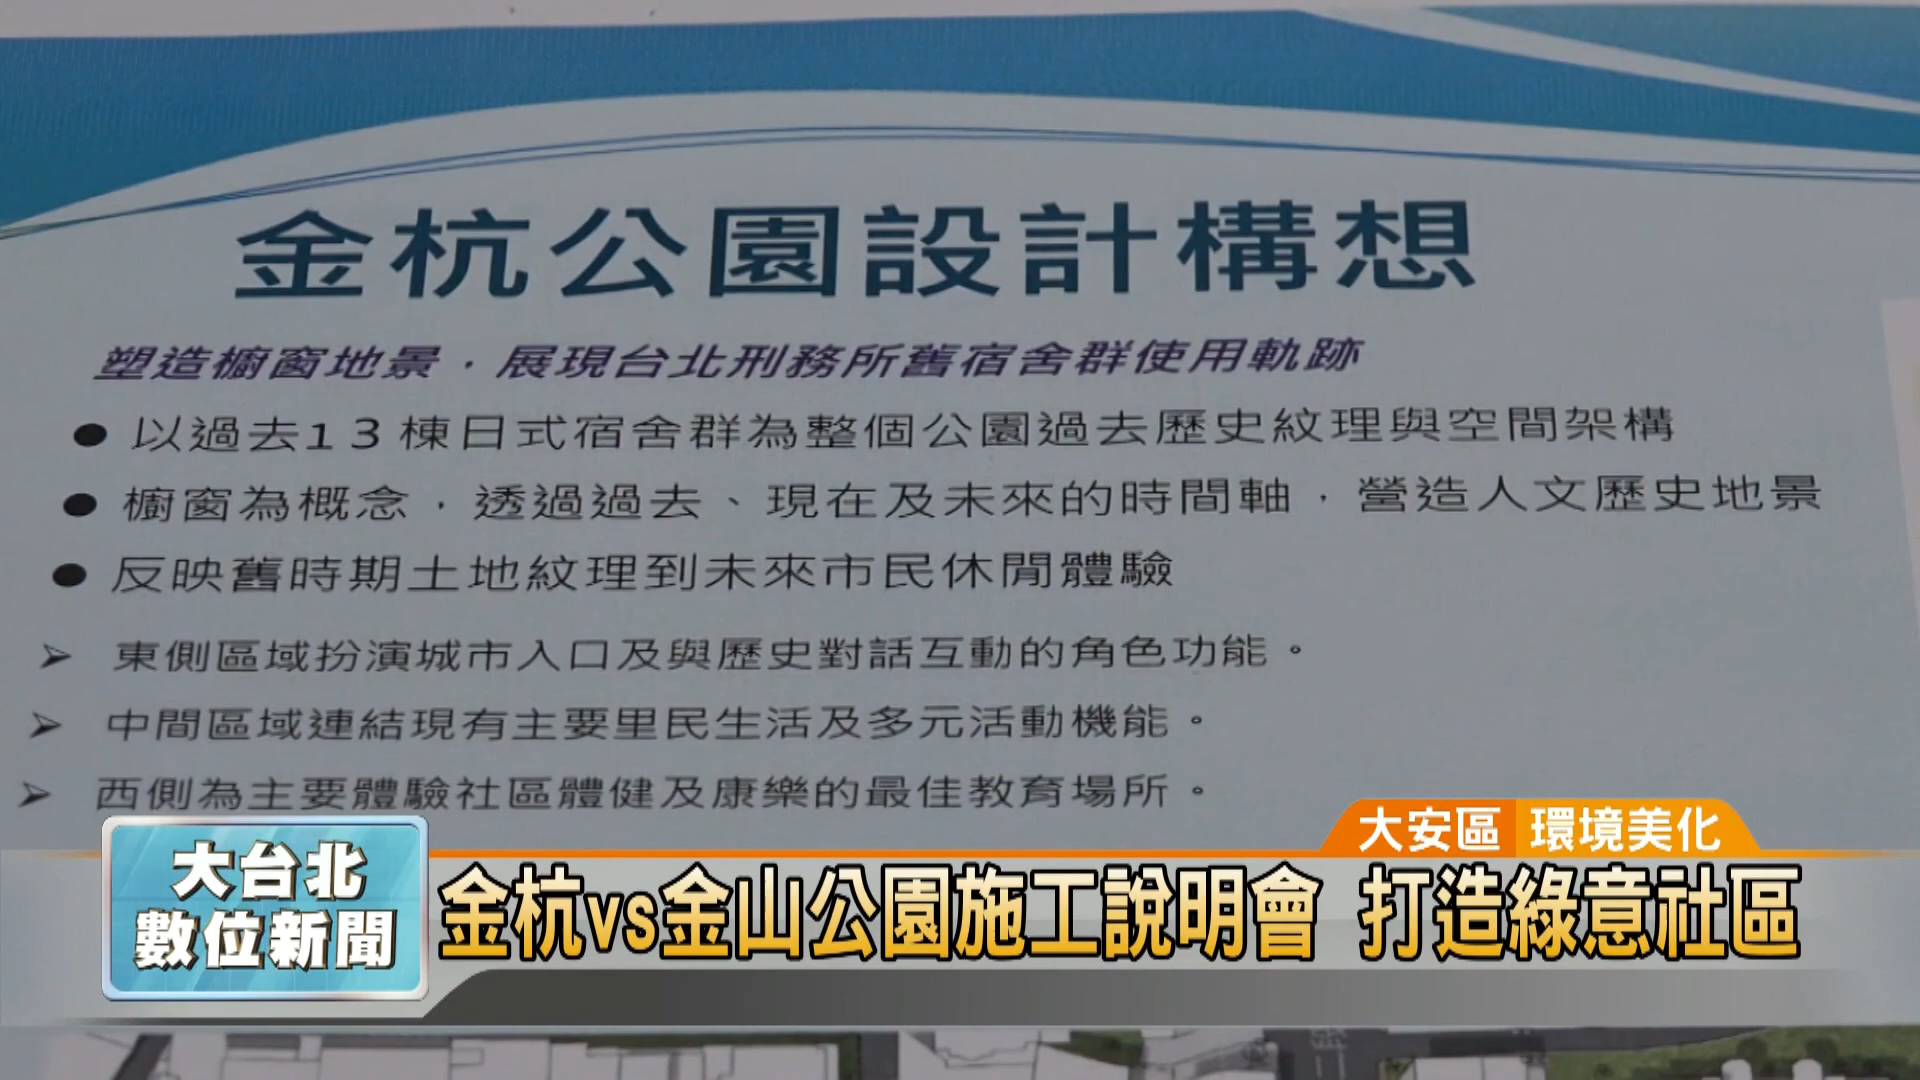 金杭公園設計構想
塑造櫥窗地景，展現台北刑務所舊宿舍群使用軌跡
● 以過去13棟日式宿舍群為整個公園過去歷史紋理與空間架構
● 櫥窗為概念，透過過去、現在及未來的時間軸，營造人文歷史地景
● 反映舊時期土地紋理到未來市民休閒體驗
➢ 東側區域扮演城市入口及與歷史對話互動的角色功能。
➢ 中間區域連結現有主要里民生活及多元活動機能。
➢ 西側為主要體驗社區體健及康樂的最佳教育場所。
大安區 環境美化
大台北
數位新聞
金杭vs金山公園施工說明會 打造綠意社區